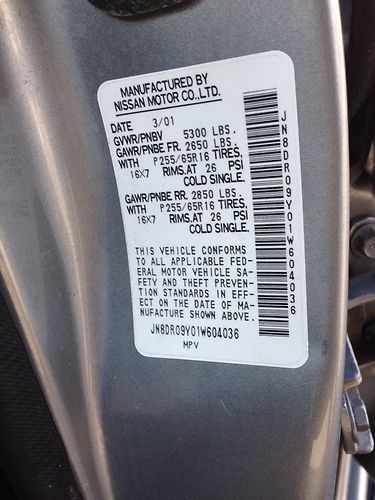 MANUFACTURED BY
NISSAN MOTOR CO.,LTD.
DATE 3/01
GVWR/PNBV 5300 LBS.
GAWR/PNBE FR. 2650 LBS.
WITH P255/65R16 TIRES,
16X7 RIMS.AT 26 PSI
COLD SINGLE.
GAWR/PNBE RR. 2850 LBS.
WITH P255/65R16 TIRES,
16X7 RIMS.AT 26 PSI
COLD SINGLE.
THIS VEHICLE CONFORMS
TO ALL APPLICABLE FED-
ERAL MOTOR VEHICLE SA-
FETY AND THEFT PREVEN-
TION STANDARDS IN EFF-
ECT ON THE DATE OF MA-
NUFACTURE SHOWN ABOVE.
JN8DR09Y01W604036
MPV
JN8DR09Y01W604036